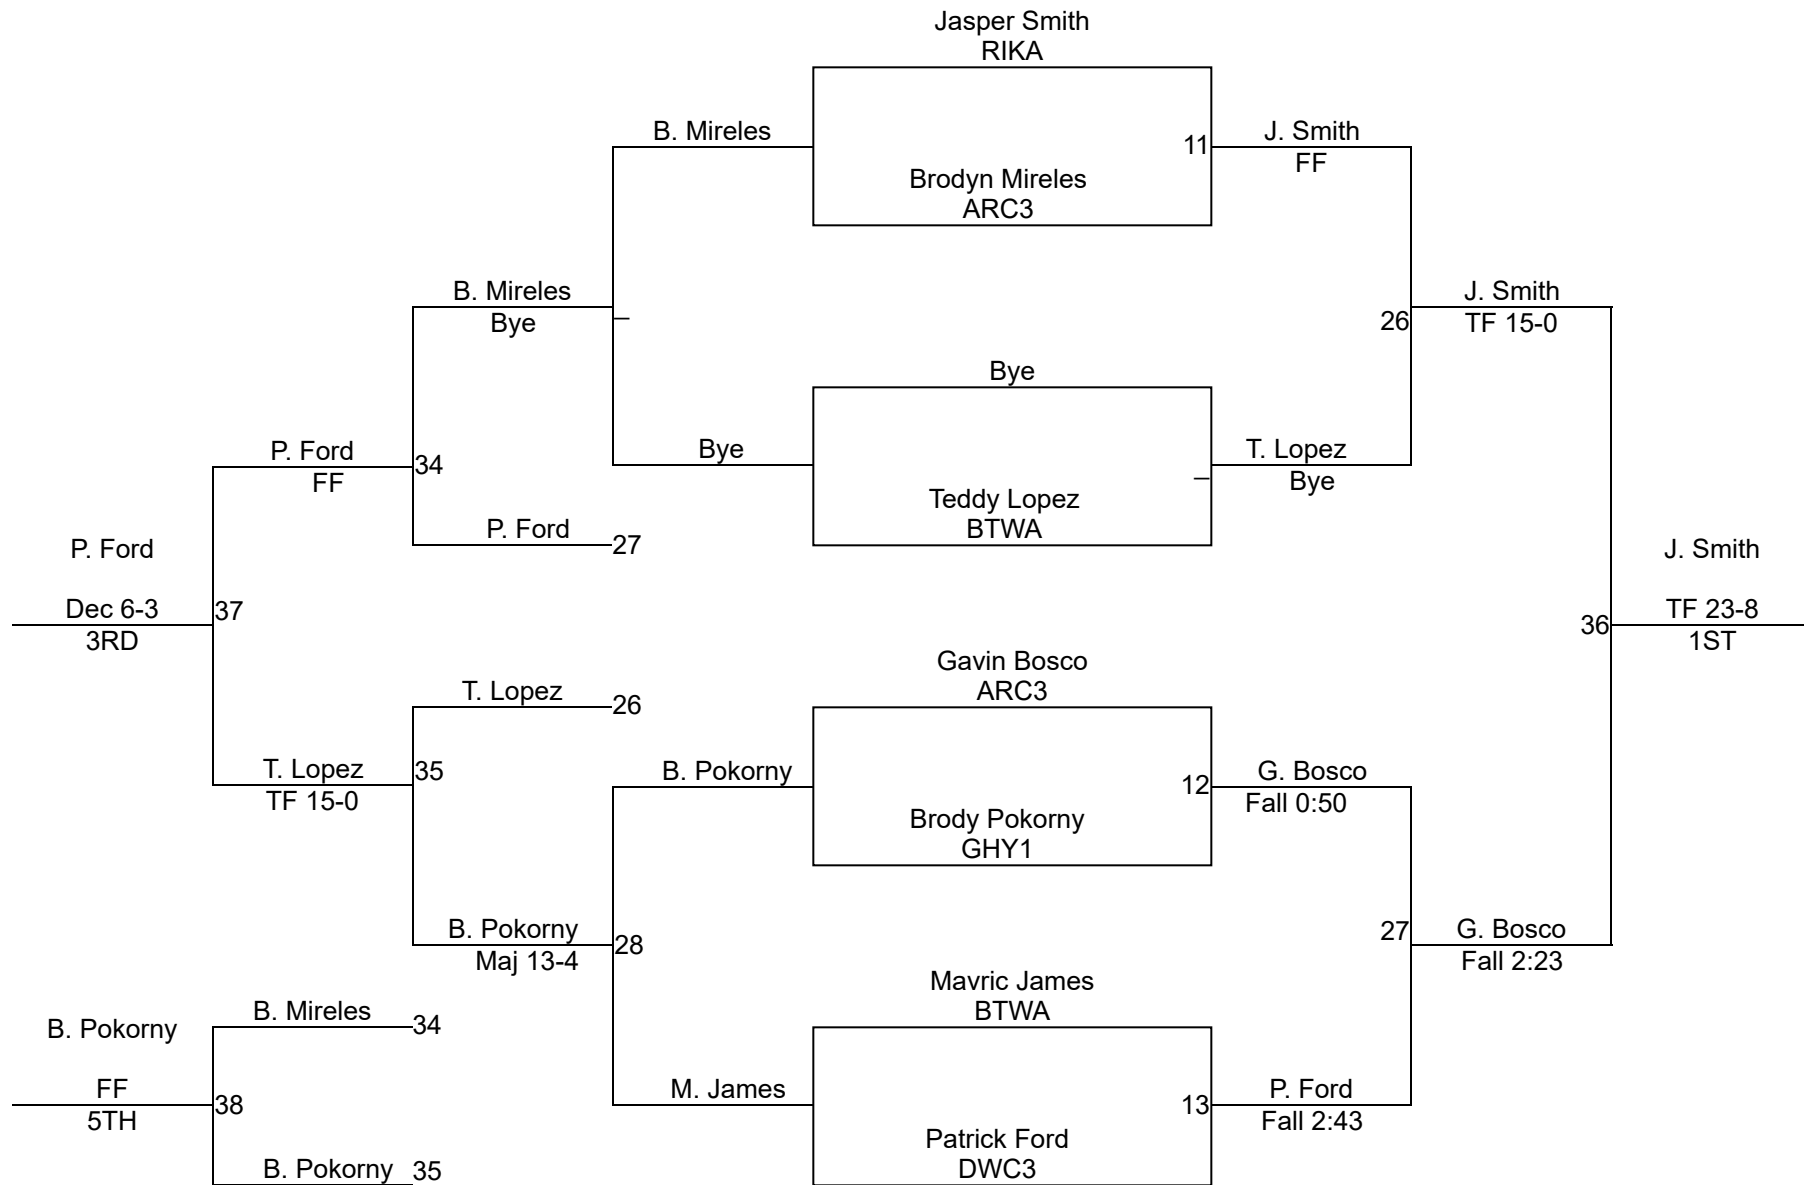 Jasper Smith
RIKA
B. Mireles
11
J. Smith
FF
Brodyn Mireles
ARC3
B. Mireles
Bye
–
26
J. Smith
TF 15-0
Bye
P. Ford
FF
34
Bye
T. Lopez
Bye
–
Teddy Lopez
BTWA
P. Ford
27
P. Ford
Dec 6-3
3RD
37
J. Smith
TF 23-8
1ST
36
Gavin Bosco
ARC3
T. Lopez
26
T. Lopez
TF 15-0
35
B. Pokorny
12
G. Bosco
Fall 0:50
Brody Pokorny
GHY1
B. Pokorny
Maj 13-4
28
27
G. Bosco
Fall 2:23
Mavric James
BTWA
B. Mireles
34
B. Pokorny
FF
5TH
38
M. James
13
P. Ford
Fall 2:43
Patrick Ford
DWC3
B. Pokorny
35